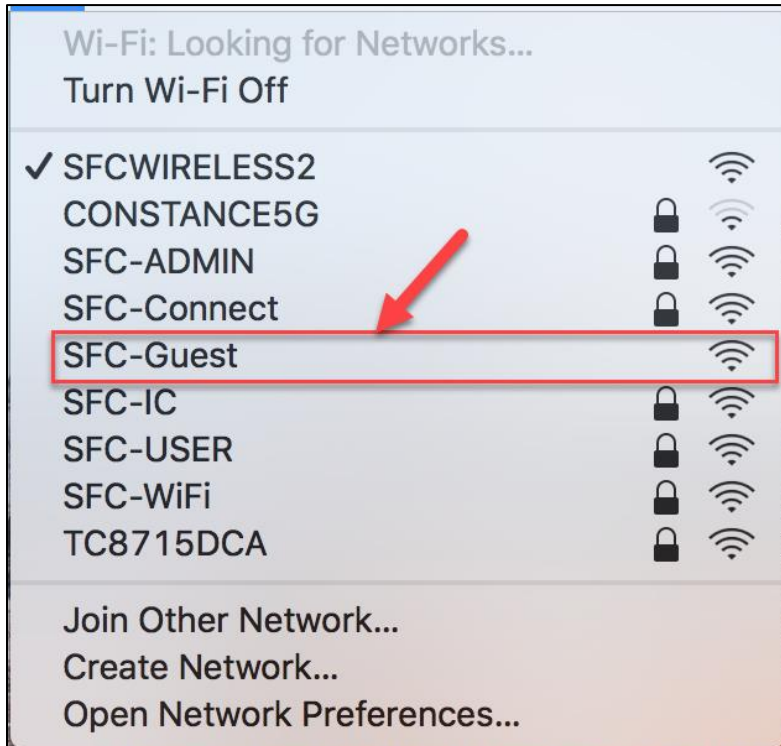 Wi-Fi: Looking for Networks...
Turn Wi-Fi Off
SFCWIRELESS2
CONSTANCE5G
SFC-ADMIN
SFC-Connect
SFC-Guest
SFC-IC
SFC-USER
SFC-WiFi
TC8715DCA
Join Other Network...
Create Network...
Open Network Preferences...